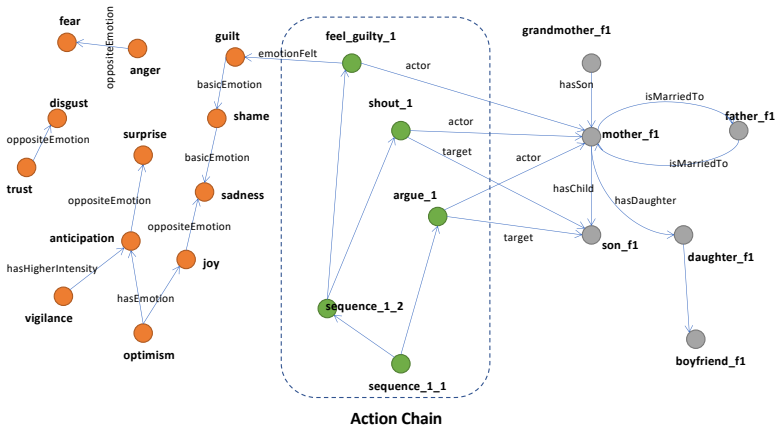 grandmother_f1
fear
guilt
feel_guilty_1
oppositeEmotion
emotionFelt
anger
actor
hasSon
basicEmotion
isMarriedTo
disgust
shout_1
shame
actor
mother_f1
father_f1
oppositeEmotion
surprise
target
basicEmotion
actor
isMarriedTo
trust
sadness
argue_1
hasChild
oppositeEmotion
hasDaughter
oppositeEmotion
anticipation
target
son_f1
daughter_f1
joy
hasHigherIntensity
hasEmotion
vigilance
sequence_1_2
optimism
boyfriend_f1
sequence_1_1
Action Chain